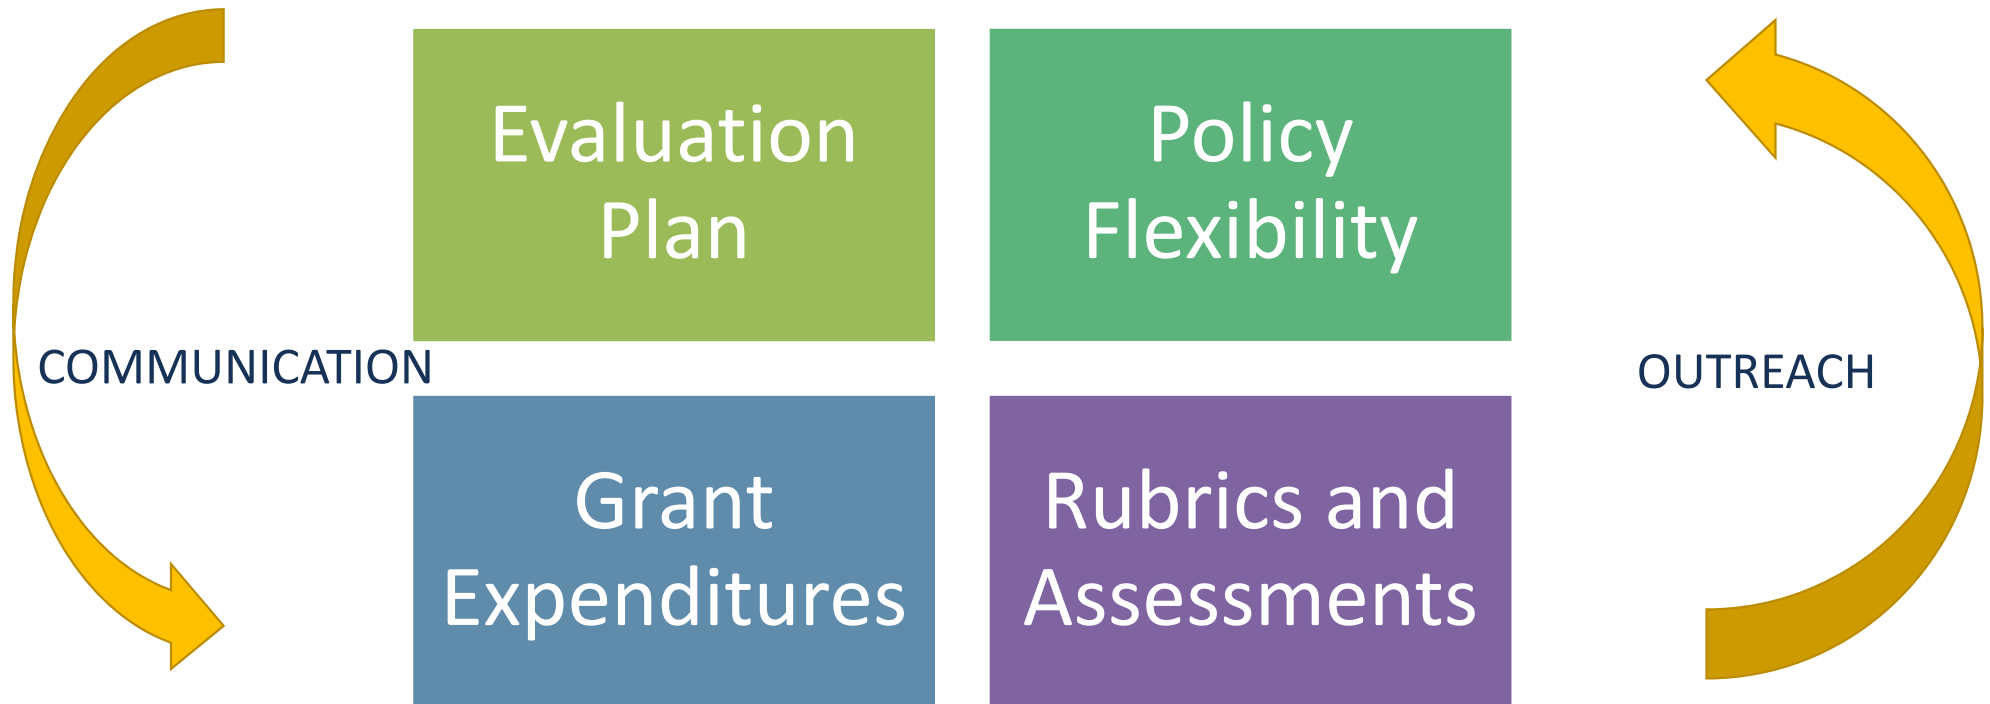 Evaluation
Plan
Policy
Flexibility
COMMUNICATION
OUTREACH
Grant
Expenditures
Rubrics and
Assessments